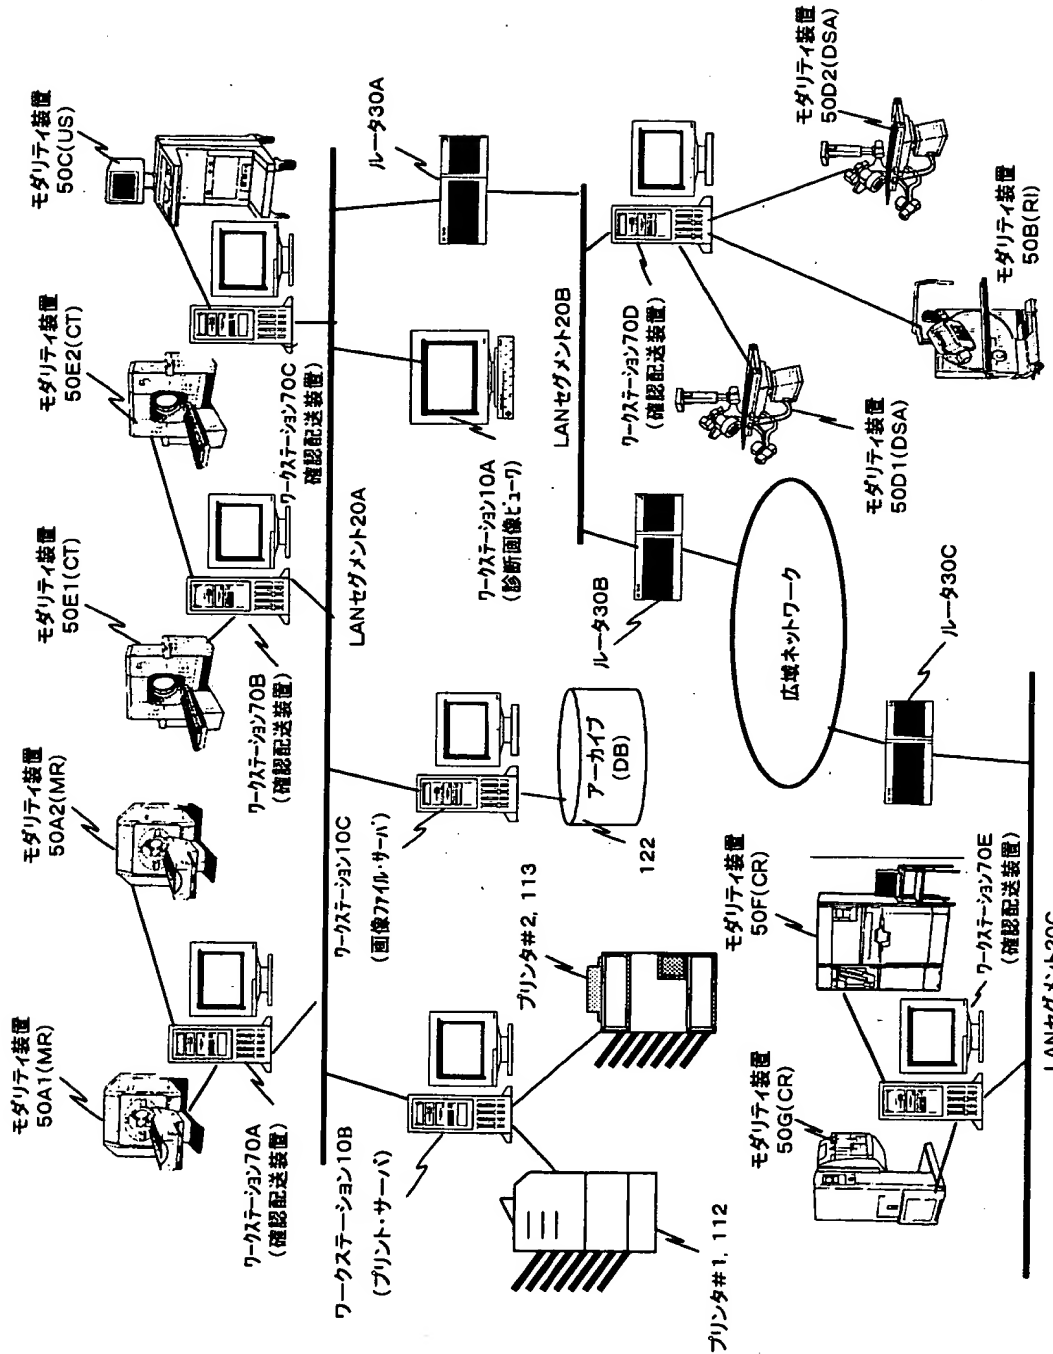 モダリティ装置
50A1(MR)
モダリティ装置
50A2(MR)
モダリティ装置
50E1(CT)
モダリティ装置
50E2(CT)
モダリティ装置
50C(US)
ワークステーション70A
(確認配送装置)
ワークステーション70B
(確認配送装置)
ワークステーション70C
確認配送装置)
LANセグメント20A
ルータ30A
ワークステーション10B
(プリント・サーバ)
ワークステーション10C
(画像ファイル・サーバ)
ワークステーション10A
(診断画像ビューワ)
プリンタ#1, 112
プリンタ#2, 113
アーカイブ
(DB)
122
LANセグメント20B
ワークステーション70D
(確認配送装置)
モダリティ装置
50D2(DSA)
モダリティ装置
50D1(DSA)
モダリティ装置
50B(RI)
ルータ30B
広域ネットワーク
ルータ30C
モダリティ装置
50G(CR)
モダリティ装置
50F(CR)
ワークステーション70E
(確認配送装置)
LANセグメント20C